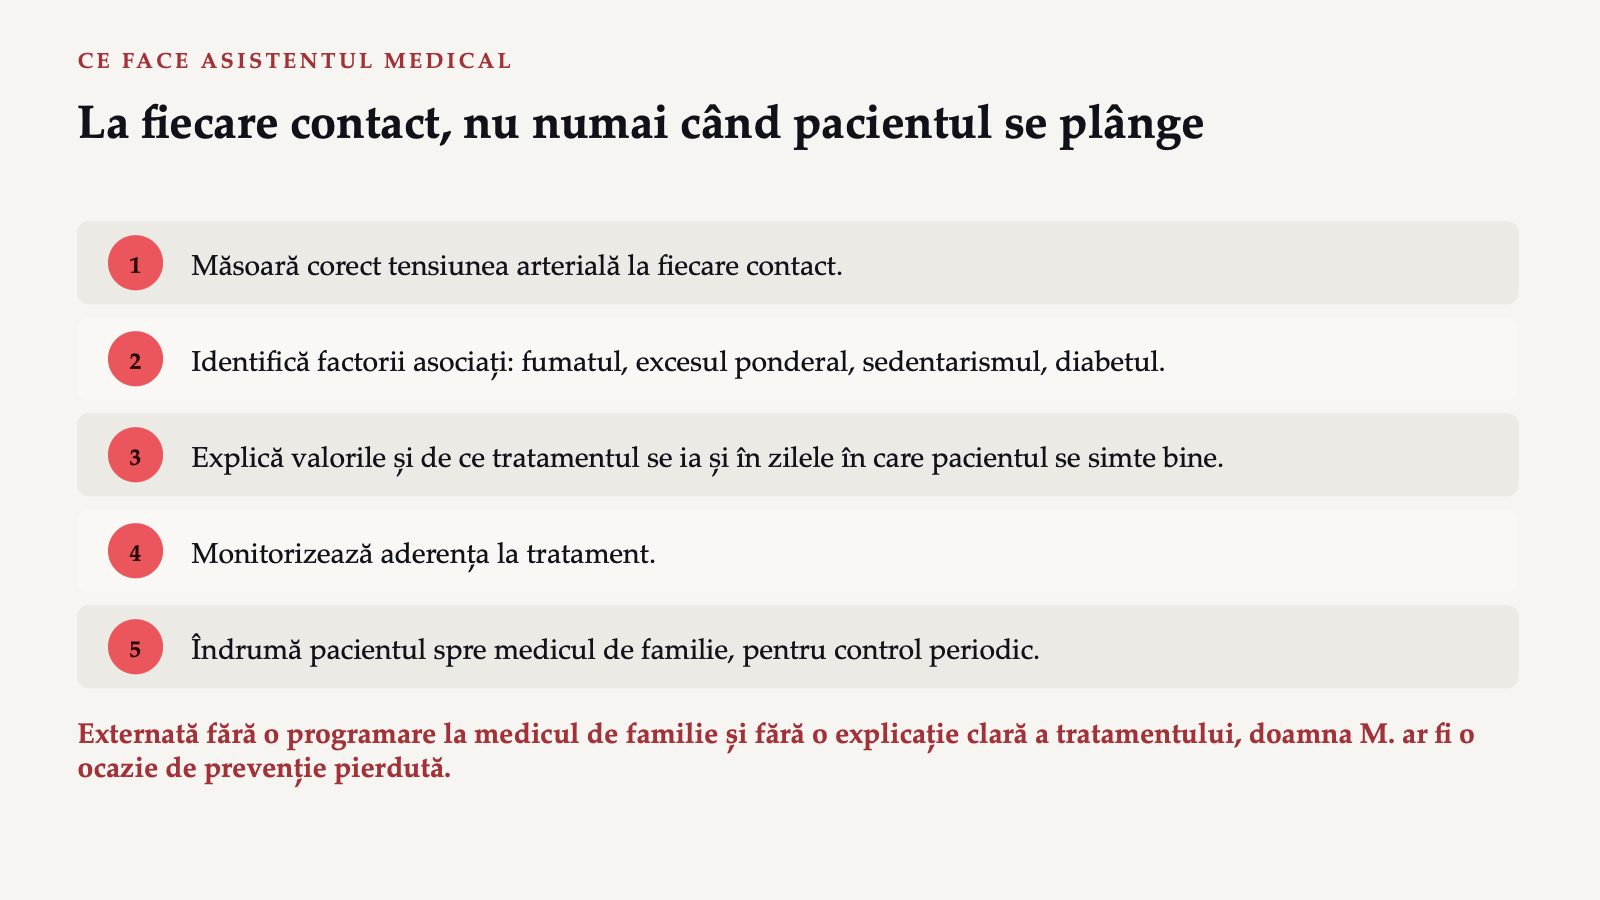 CE FACE ASISTENTUL MEDICAL
La fiecare contact, nu numai când pacientul se plânge
1 Măsoară corect tensiunea arterială la fiecare contact.
2 Identifică factorii asociați: fumatul, excesul ponderal, sedentarismul, diabetul.
3 Explică valorile și de ce tratamentul se ia și în zilele în care pacientul se simte bine.
4 Monitorizează aderența la tratament.
5 Îndrumă pacientul spre medicul de familie, pentru control periodic.
Externată fără o programare la medicul de familie și fără o explicație clară a tratamentului, doamna M. ar fi o
ocazie de prevenție pierdută.